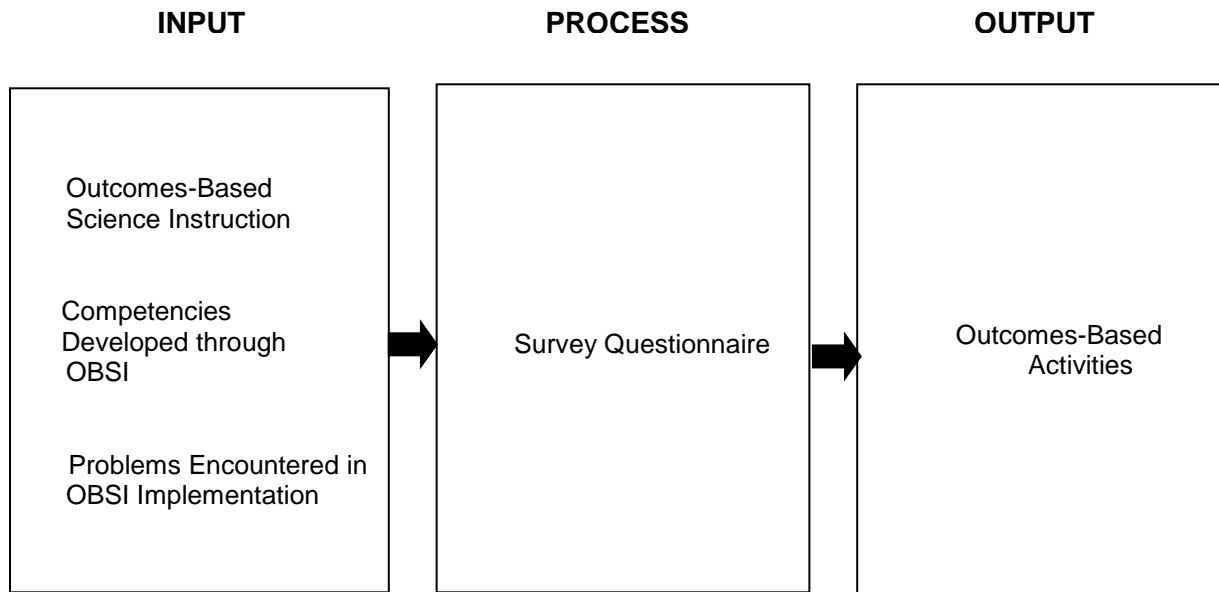 INPUT
PROCESS
OUTPUT
Outcomes-Based
Science Instruction
Competencies
Developed through
OBSI
Problems Encountered in
OBSI Implementation
Survey Questionnaire
Outcomes-Based
Activities